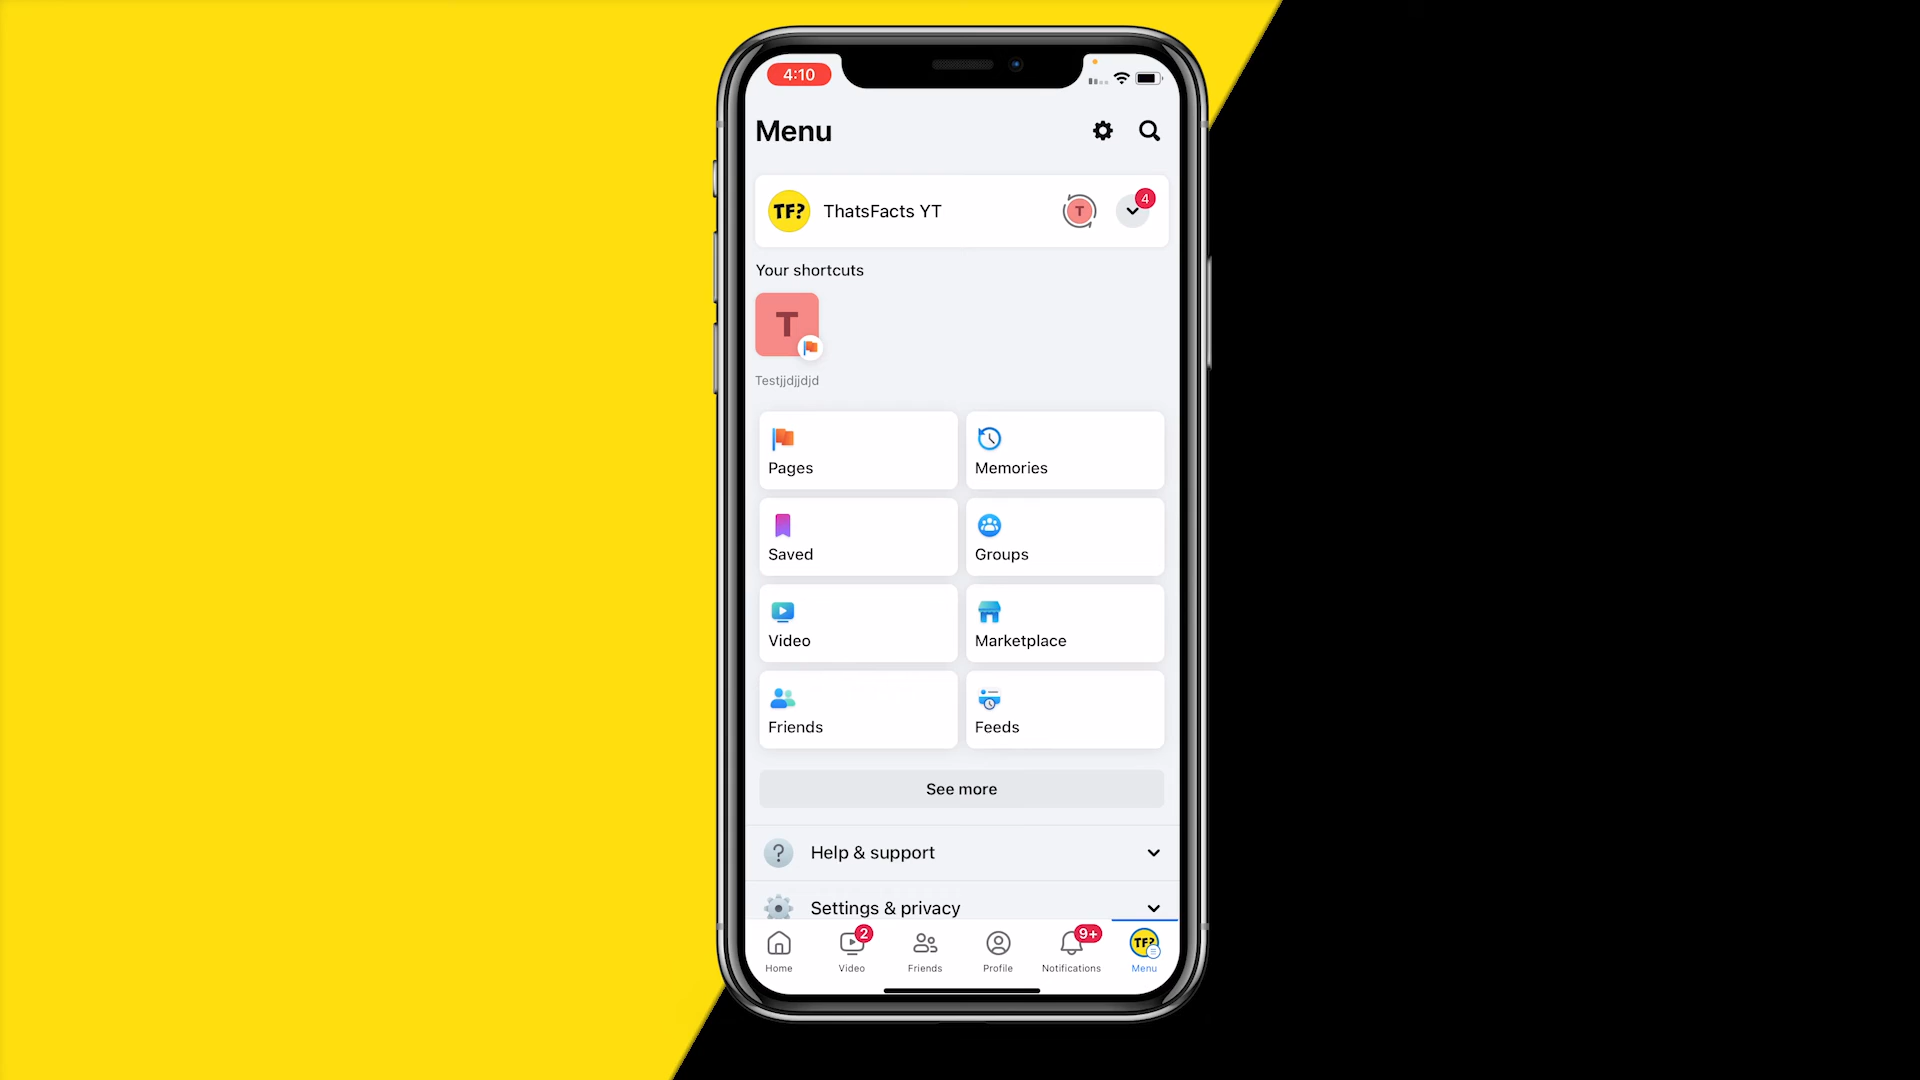 4:10
Menu
TF?
ThatsFacts YT
T
4
Your shortcuts
T
Testjjdjjdjd
Pages
Memories
Saved
Groups
Video
Marketplace
Friends
Feeds
See more
?
Help & support
Settings & privacy
2
9+
TF?
Home
Video
Friends
Profile
Notifications
Menu